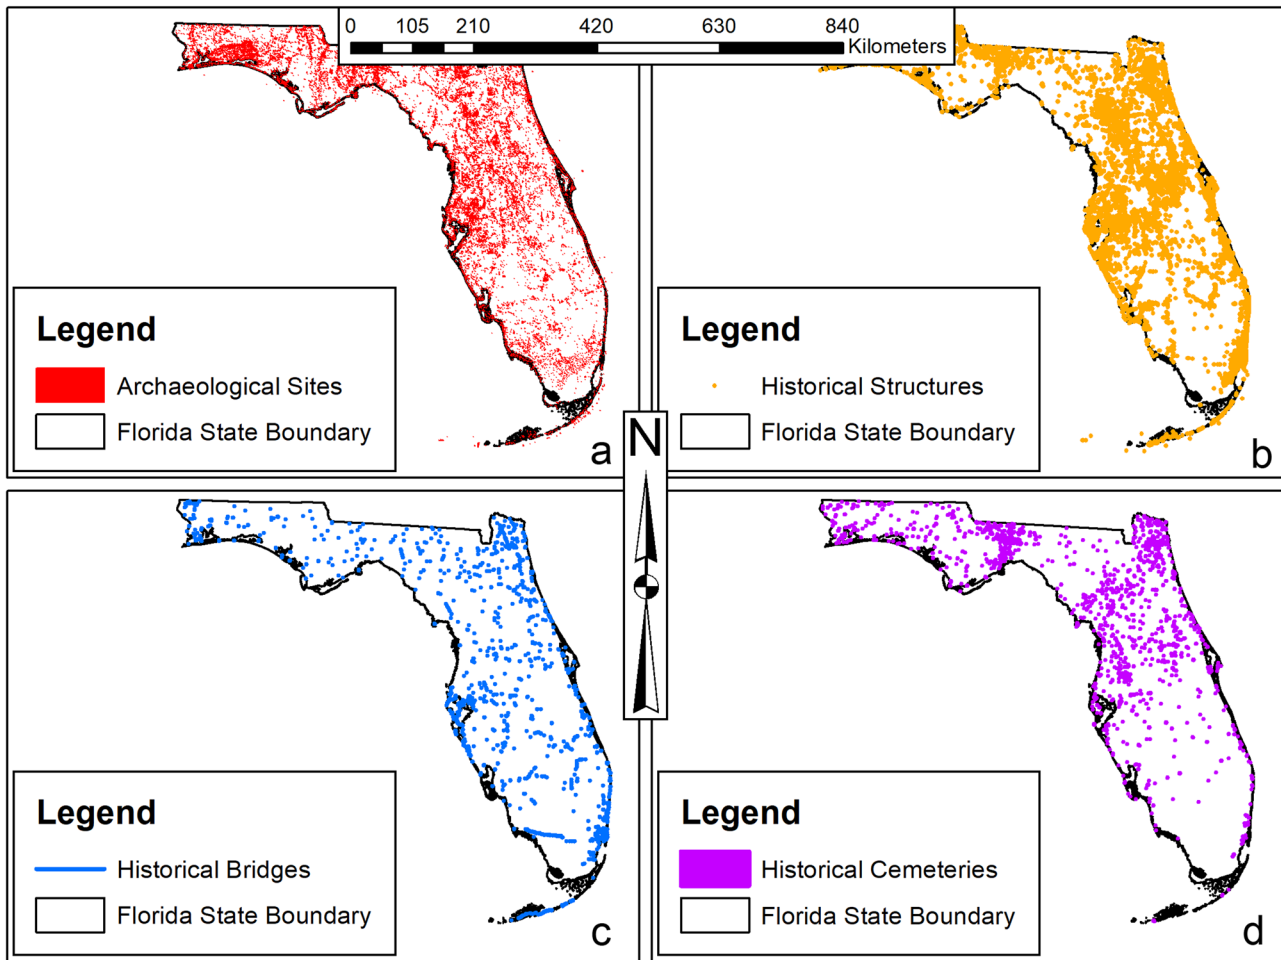 0 105 210 420 630 840
Kilometers
Legend
Archaeological Sites
Florida State Boundary
a
Legend
Historical Structures
Florida State Boundary
b
N
Legend
Historical Bridges
Florida State Boundary
c
Legend
Historical Cemeteries
Florida State Boundary
d